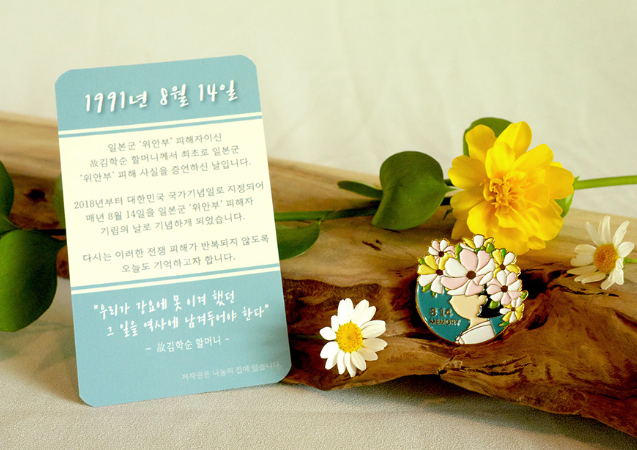 1991년 8월 14일
일본군 '위안부' 피해자이신
故김학순 할머니께서 최초로 일본군
'위안부' 피해 사실을 증언하신 날입니다.
2018년부터 대한민국 국가기념일로 지정되어
매년 8월 14일을 일본군 '위안부' 피해자
기림의 날로 기념하게 되었습니다.
다시는 이러한 전쟁 피해가 반복되지 않도록
오늘도 기억하고자 합니다.
"우리가 강요에 못 이겨 했던
그 일을 역사에 남겨두어야 한다"
- 故김학순 할머니 -
저작권은 나눔의 집에 있습니다.
8.14
MEMORY